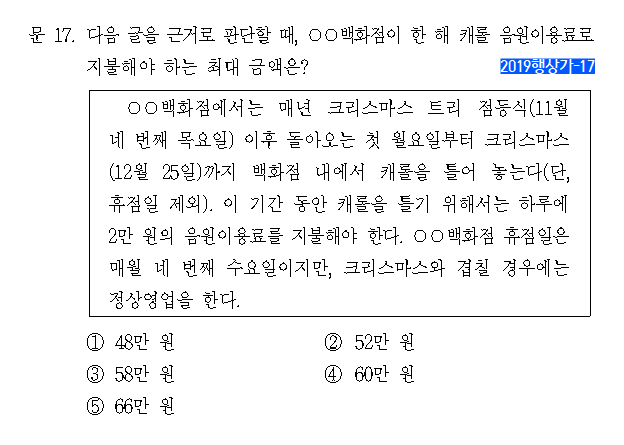 문 17. 다음 글을 근거로 판단할 때, ○○백화점이 한 해 캐롤 음원이용료로
지불해야 하는 최대 금액은?
2019행상가-17
○○백화점에서는 매년 크리스마스 트리 점등식(11월
네 번째 목요일) 이후 돌아오는 첫 월요일부터 크리스마스
(12월 25일)까지 백화점 내에서 캐롤을 틀어 놓는다(단,
휴점일 제외). 이 기간 동안 캐롤을 틀기 위해서는 하루에
2만 원의 음원이용료를 지불해야 한다. ○○백화점 휴점일은
매월 네 번째 수요일이지만, 크리스마스와 겹칠 경우에는
정상영업을 한다.
① 48만 원 ② 52만 원
③ 58만 원 ④ 60만 원
⑤ 66만 원